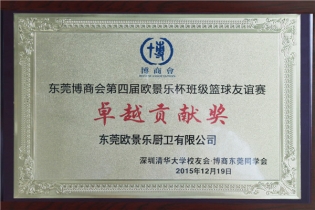 博
博商會
东莞博商会第四届欧景乐杯班级篮球友谊赛
卓越贡献奖
东莞欧景乐厨卫有限公司
深圳清华大学校友会·博商东莞同学会
2015年12月19日